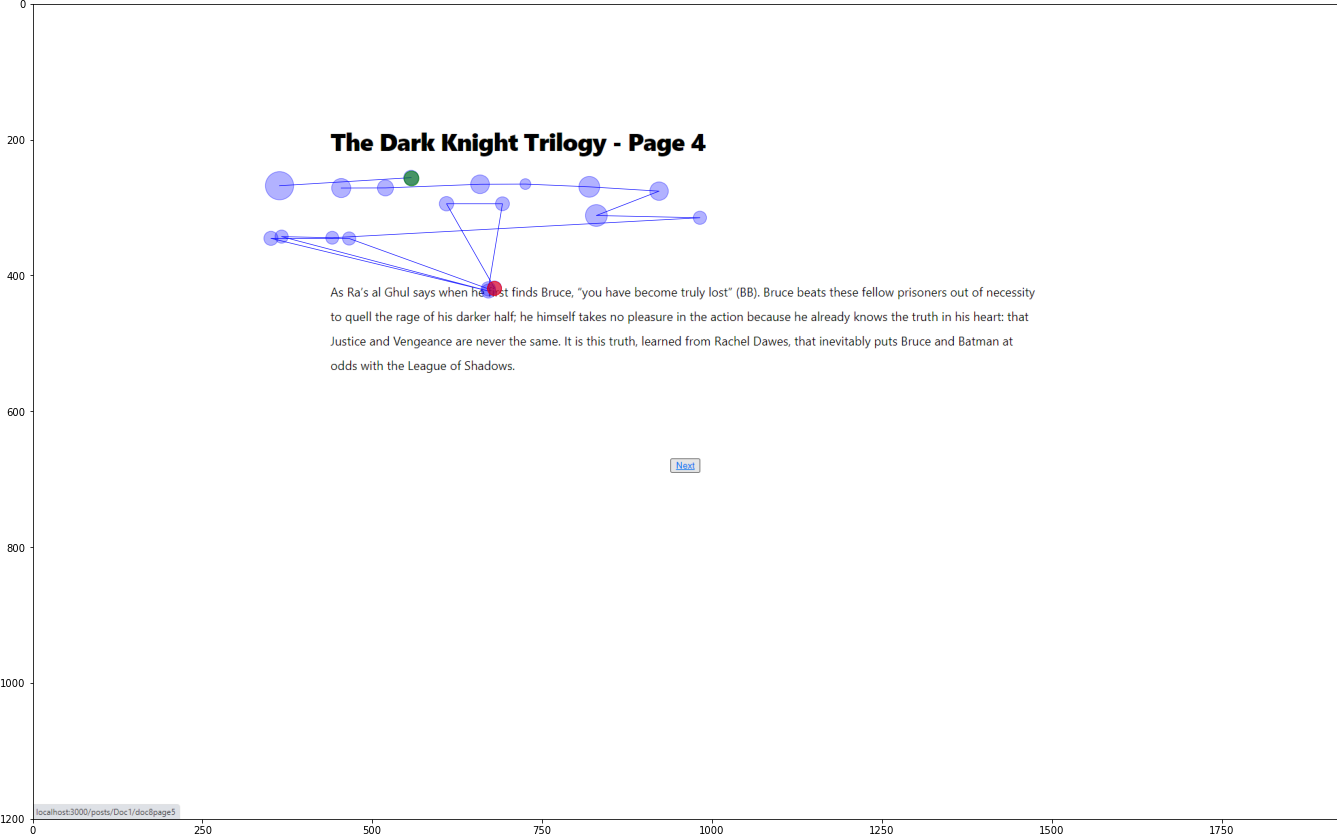 0
200
The Dark Knight Trilogy - Page 4
400
As Ra's al Ghul says when he first finds Bruce, "you have become truly lost" (BB). Bruce beats these fellow prisoners out of necessity
to quell the rage of his darker half; he himself takes no pleasure in the action because he already knows the truth in his heart: that
Justice and Vengeance are never the same. It is this truth, learned from Rachel Dawes, that inevitably puts Bruce and Batman at
odds with the League of Shadows.
600
Next
800
1000
localhost:3000/posts/Doc1/doc8page5
1200
0 250 500 750 1000 1250 1500 1750